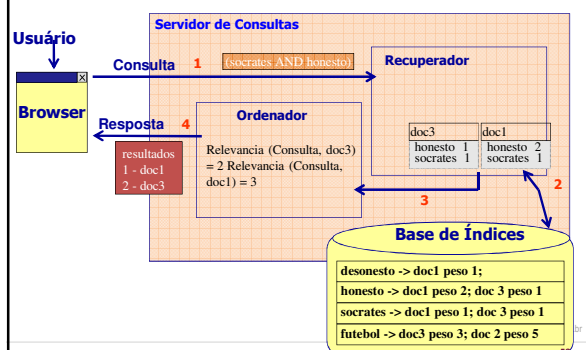 Servidor de Consultas
Usuário
Consulta 1 (socrates AND honesto)
Recuperador
X
Browser
Resposta 4
Ordenador
Relevancia (Consulta, doc3)
= 2 Relevancia (Consulta,
doc1) = 3
resultados
1 - doc1
2 - doc3
doc3
honesto 1
socrates 1
doc1
honesto 2
socrates 1
3
2
Base de Índices
desonesto -> doc1 peso 1;
honesto -> doc1 peso 2; doc 3 peso 1
socrates -> doc1 peso 1; doc 3 peso 1
futebol -> doc3 peso 3; doc 2 peso 5
br